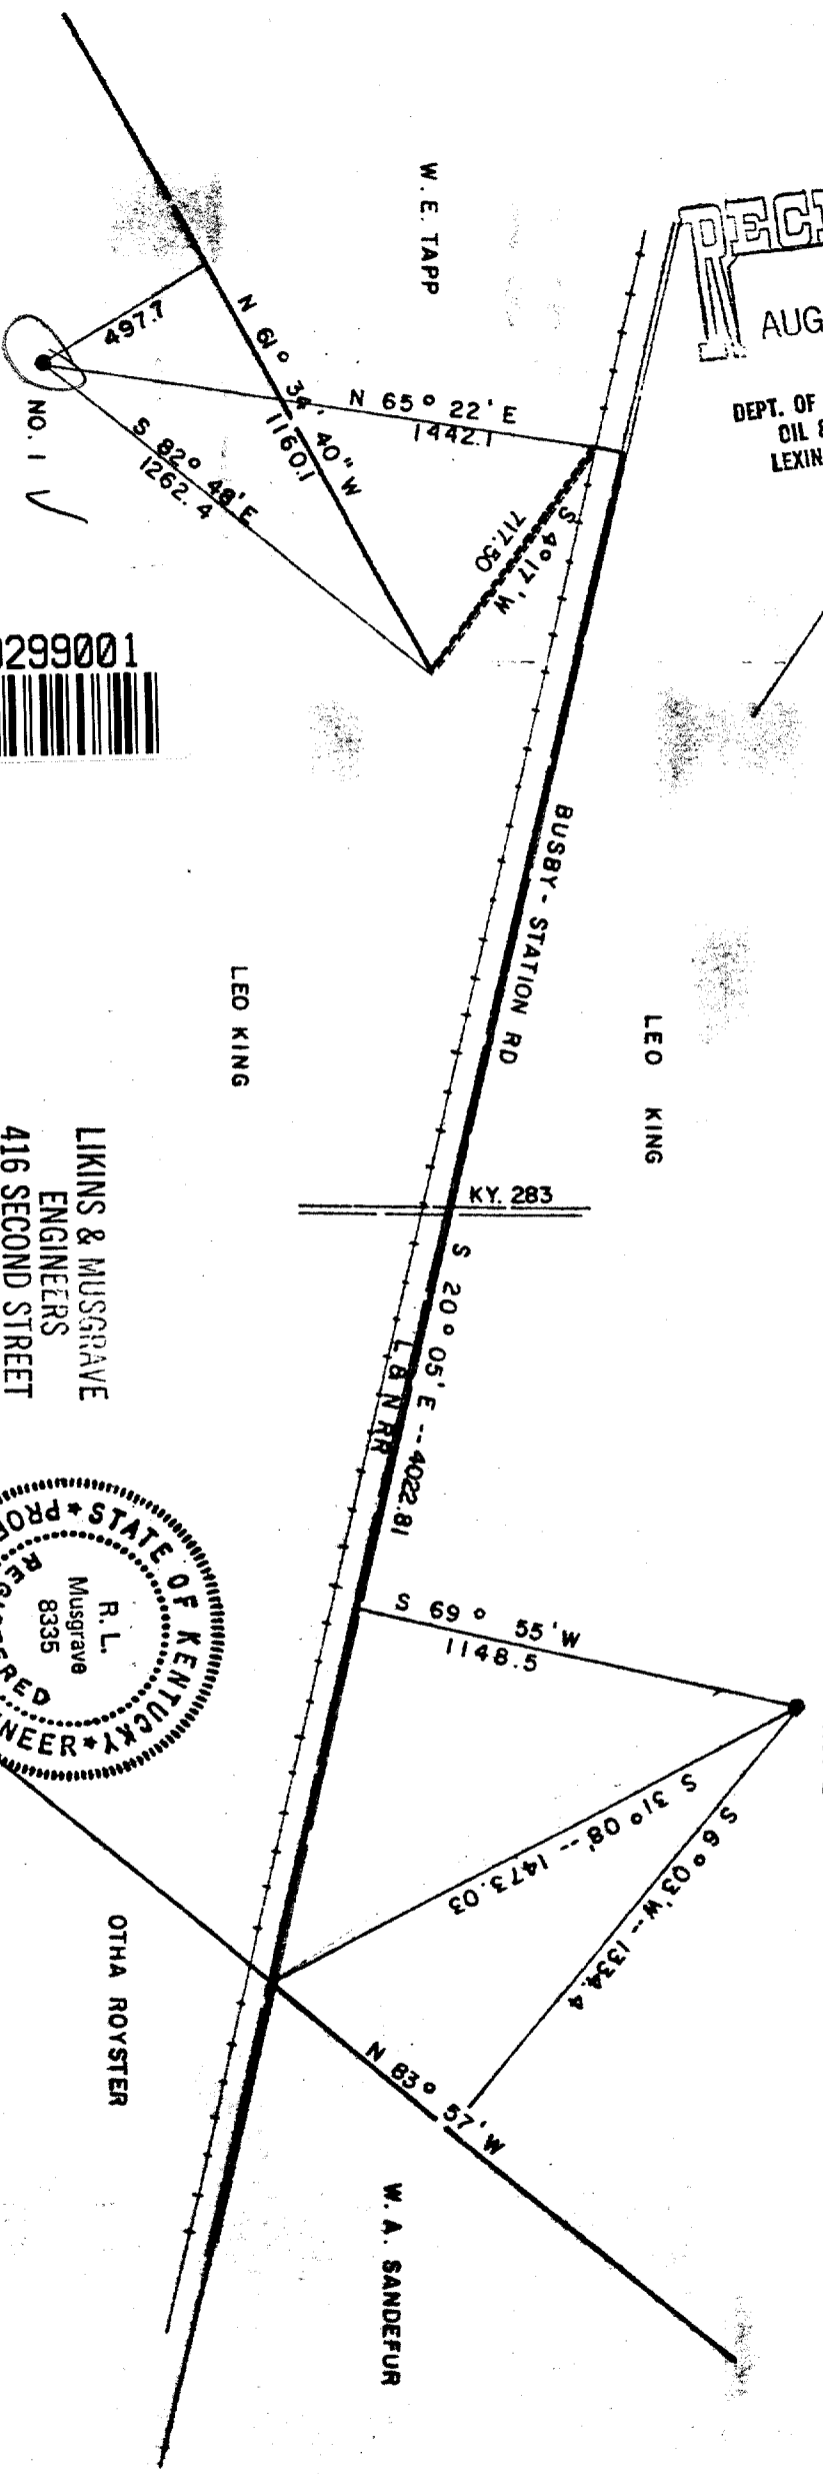 W. E. TAPP
AUG
DEPT. OF
OIL &
LEXIN
497.7
N 61° 34' 40" W
1160.1
N 65° 22' E
1442.1
S 82° 48' E
1262.4
NO. 1
S 4° 17' W
717.50
299001
BUSBY - STATION RD
LEO KING
LEO KING
KY. 283
S 20° 05' E -- 4022.81
L & N RR
LIKINS & MUSGRAVE
ENGINEERS
416 SECOND STREET
STATE OF KENTUCKY
R. L.
Musgrave
8335
S 69° 55' W
1148.5
S 31° 08' -- 1473.03
S 6° 03' W -- 1334.4
OTHA ROYSTER
N 83° 57' W
W. A. SANDEFUR